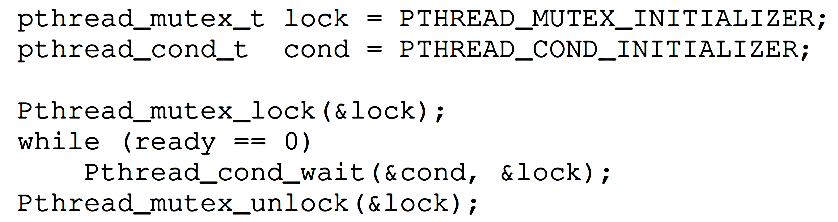 pthread_mutex_t lock = PTHREAD_MUTEX_INITIALIZER;
pthread_cond_t  cond = PTHREAD_COND_INITIALIZER;

Pthread_mutex_lock(&lock);
while (ready == 0)
    Pthread_cond_wait(&cond, &lock);
Pthread_mutex_unlock(&lock);